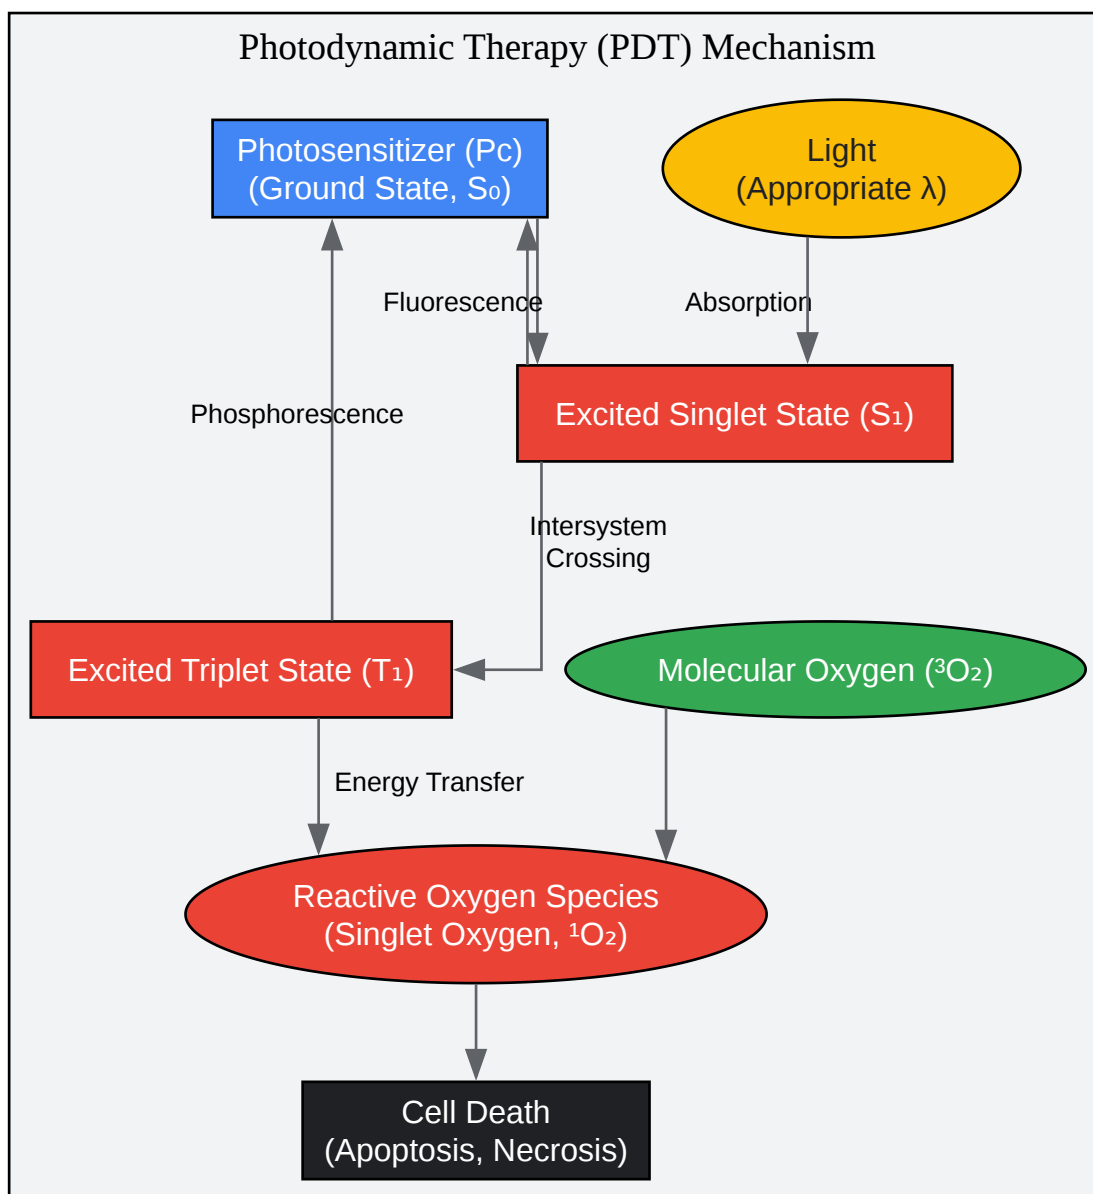 Photodynamic Therapy (PDT) Mechanism
Photosensitizer (Pc)
(Ground State, S₀)
Light
(Appropriate λ)
Fluorescence
Absorption
Phosphorescence
Excited Singlet State (S₁)
Intersystem
Crossing
Excited Triplet State (T₁)
Molecular Oxygen (³O₂)
Energy Transfer
Reactive Oxygen Species
(Singlet Oxygen, ¹O₂)
Cell Death
(Apoptosis, Necrosis)